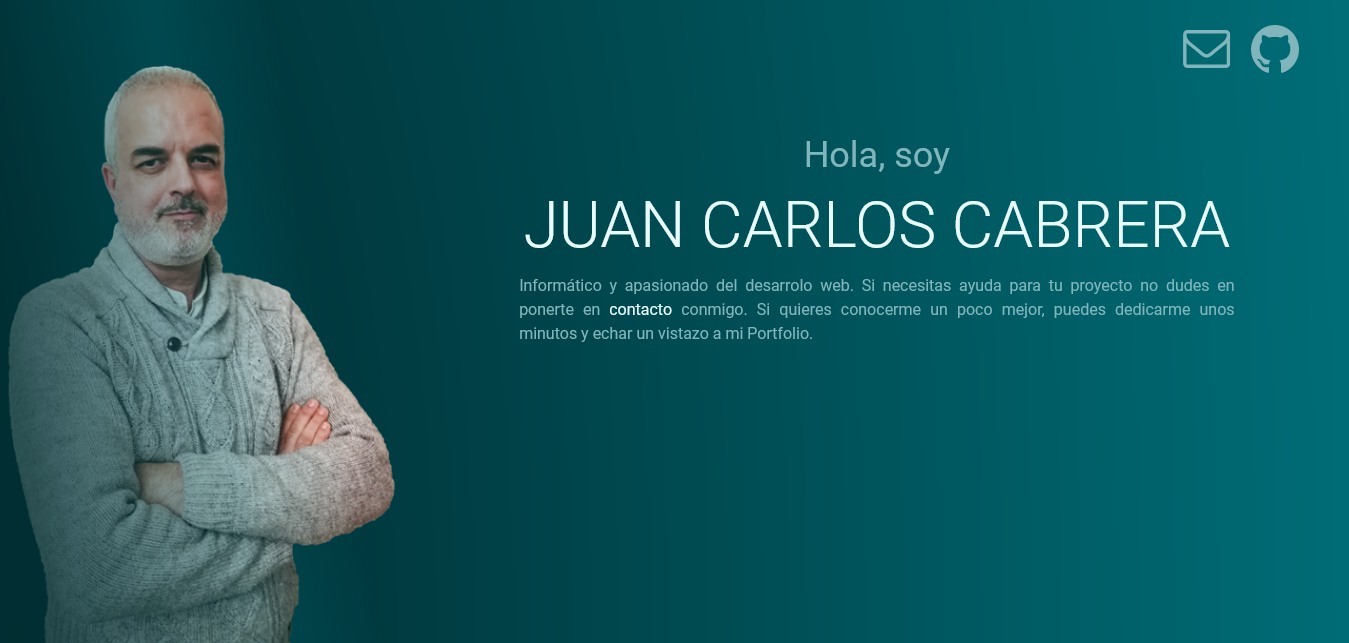 Hola, soy
JUAN CARLOS CABRERA
Informático y apasionado del desarrolo web. Si necesitas ayuda para tu proyecto no dudes en
ponerte en contacto conmigo. Si quieres conocerme un poco mejor, puedes dedicarme unos
minutos y echar un vistazo a mi Portfolio.